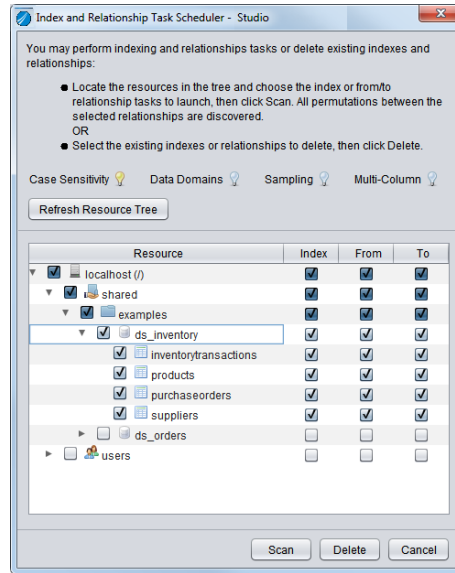 Index and Relationship Task Scheduler - Studio
You may perform indexing and relationships tasks or delete existing indexes and
relationships:
● Locate the resources in the tree and choose the index or from/to
relationship tasks to launch, then click Scan. All permutations between the
selected relationships are discovered.
OR
● Select the existing indexes or relationships to delete, then click Delete.
Case Sensitivity Data Domains Sampling Multi-Column
Refresh Resource Tree
Resource Index From To
localhost (/)
shared
examples
ds_inventory
inventorytransactions
products
purchaseorders
suppliers
ds_orders
users
Scan Delete Cancel